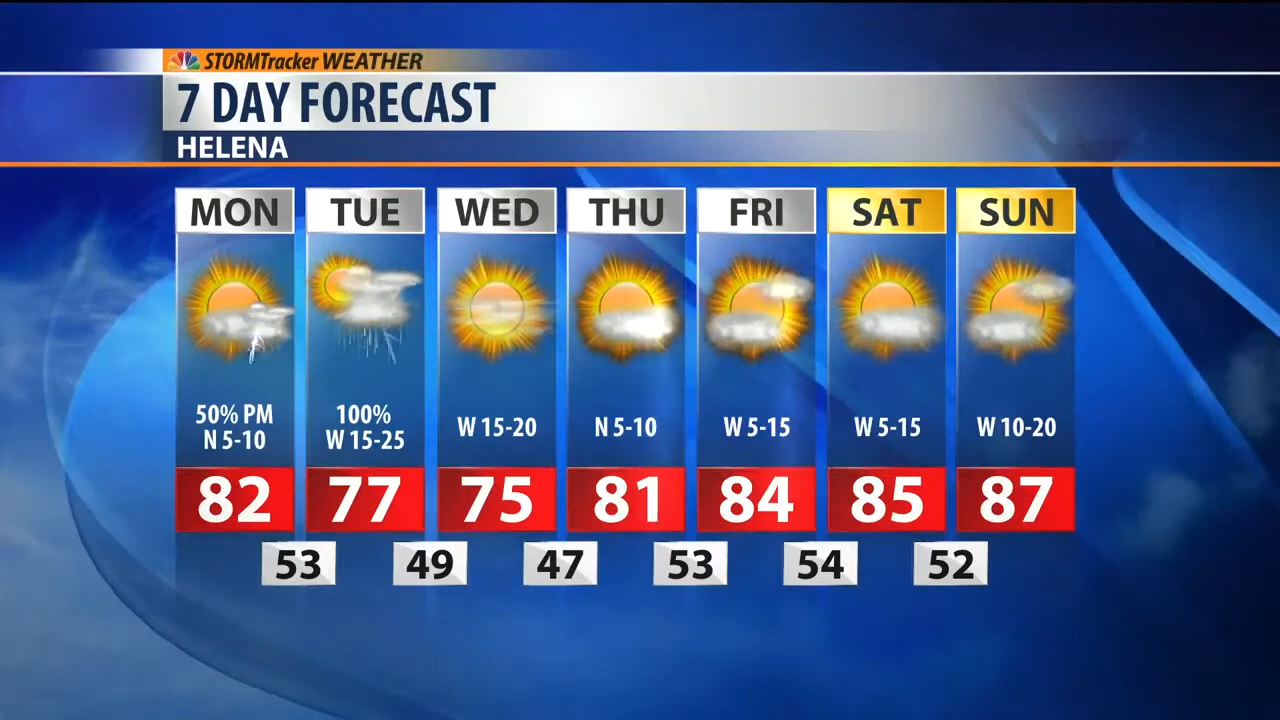 STORMTracker WEATHER
7 DAY FORECAST
HELENA
MON TUE WED THU FRI SAT SUN
50% PM 100%
N 5-10 W 15-25 W 15-20 N 5-10 W 5-15 W 5-15 W 10-20
82 77 75 81 84 85 87
53 49 47 53 54 52